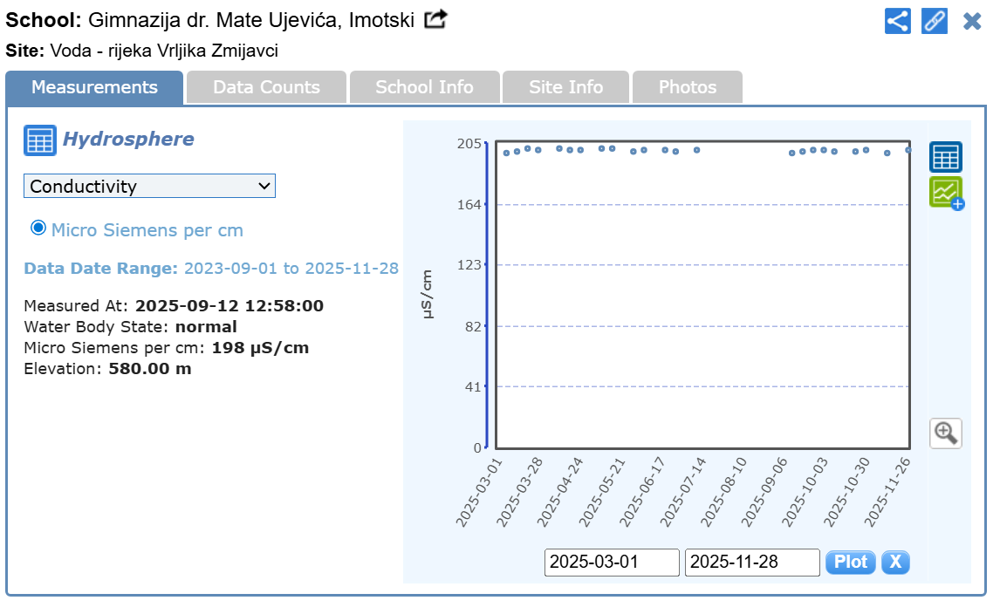 School: Gimnazija dr. Mate Ujevića, Imotski
Site: Voda - rijeka Vrljika Zmijavci
Measurements
Data Counts
School Info
Site Info
Photos
Hydrosphere
Conductivity
Micro Siemens per cm
Data Date Range: 2023-09-01 to 2025-11-28
Measured At: 2025-09-12 12:58:00
Water Body State: normal
Micro Siemens per cm: 198 µS/cm
Elevation: 580.00 m
µS/cm
205
164
123
82
41
0
2025-03-01
2025-03-28
2025-04-24
2025-05-21
2025-06-17
2025-07-14
2025-08-10
2025-09-06
2025-10-03
2025-10-30
2025-11-26
2025-03-01
2025-11-28
Plot
X